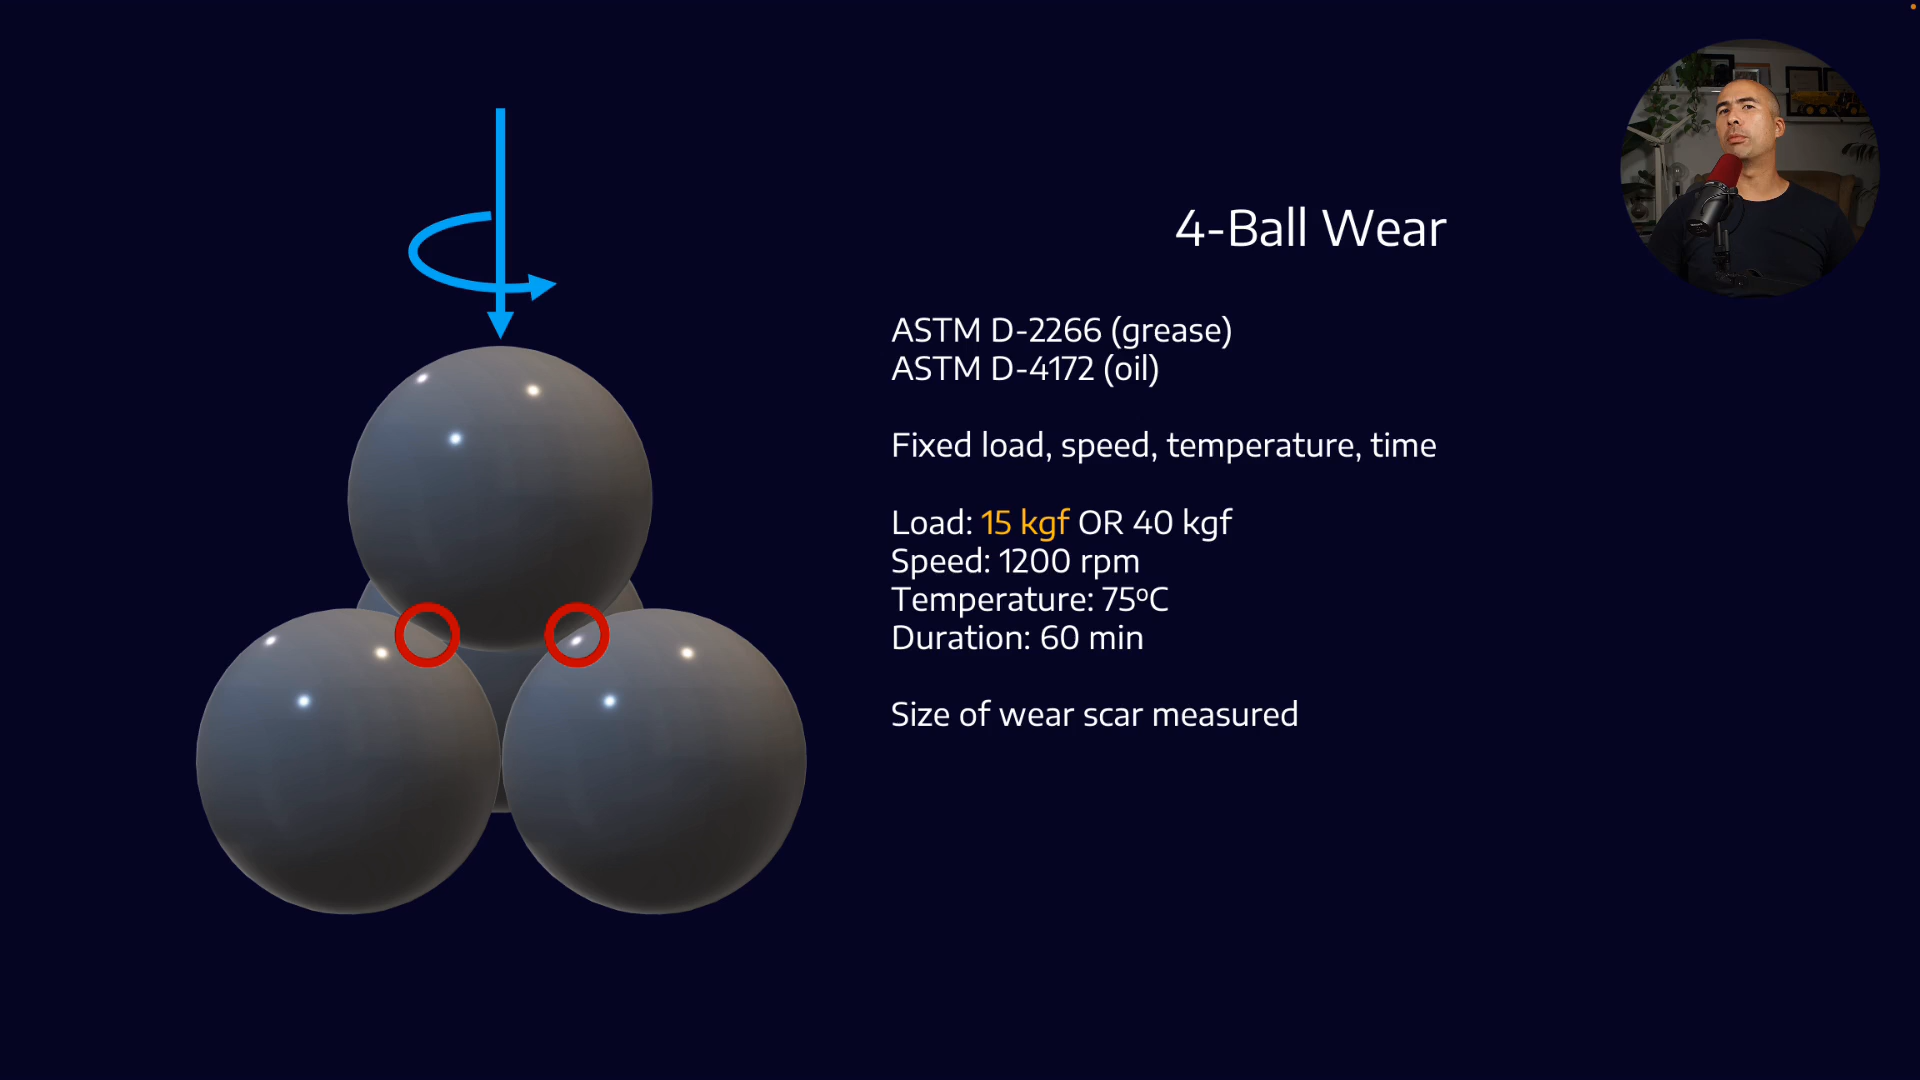 4-Ball Wear
ASTM D-2266 (grease)
ASTM D-4172 (oil)
Fixed load, speed, temperature, time
Load: 15 kgf OR 40 kgf
Speed: 1200 rpm
Temperature: 75ºC
Duration: 60 min
Size of wear scar measured